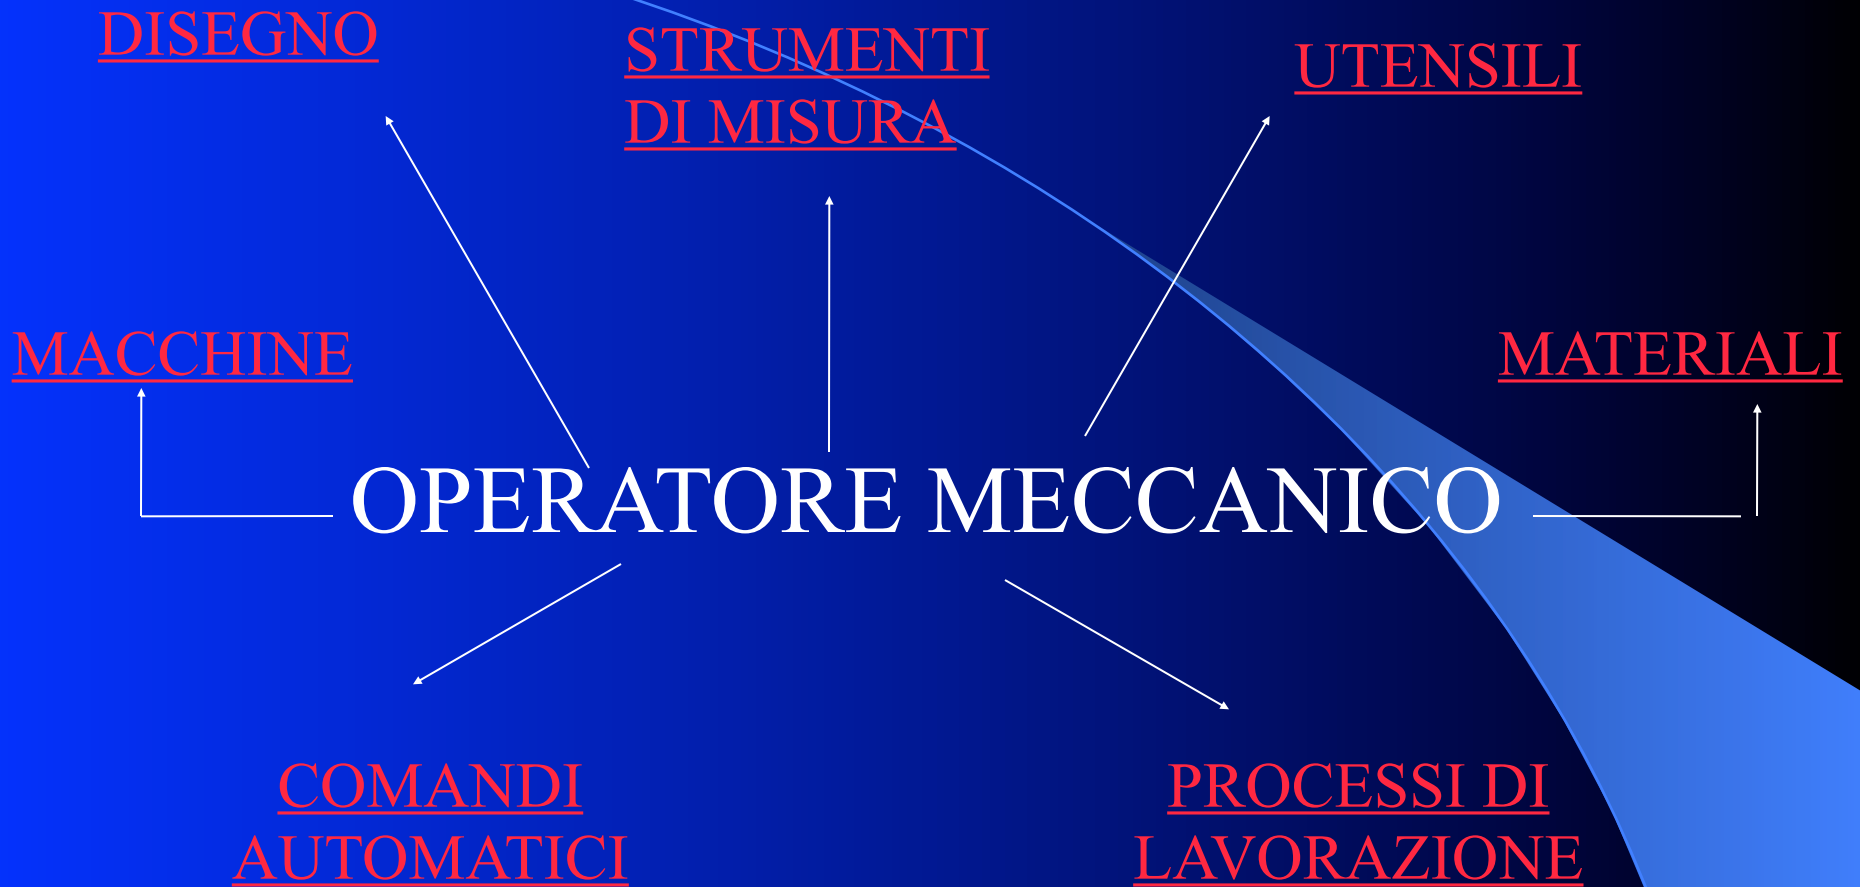 DISEGNO
STRUMENTI
DI MISURA
UTENSILI
MACCHINE
MATERIALI
OPERATORE MECCANICO
COMANDI
AUTOMATICI
PROCESSI DI
LAVORAZIONE